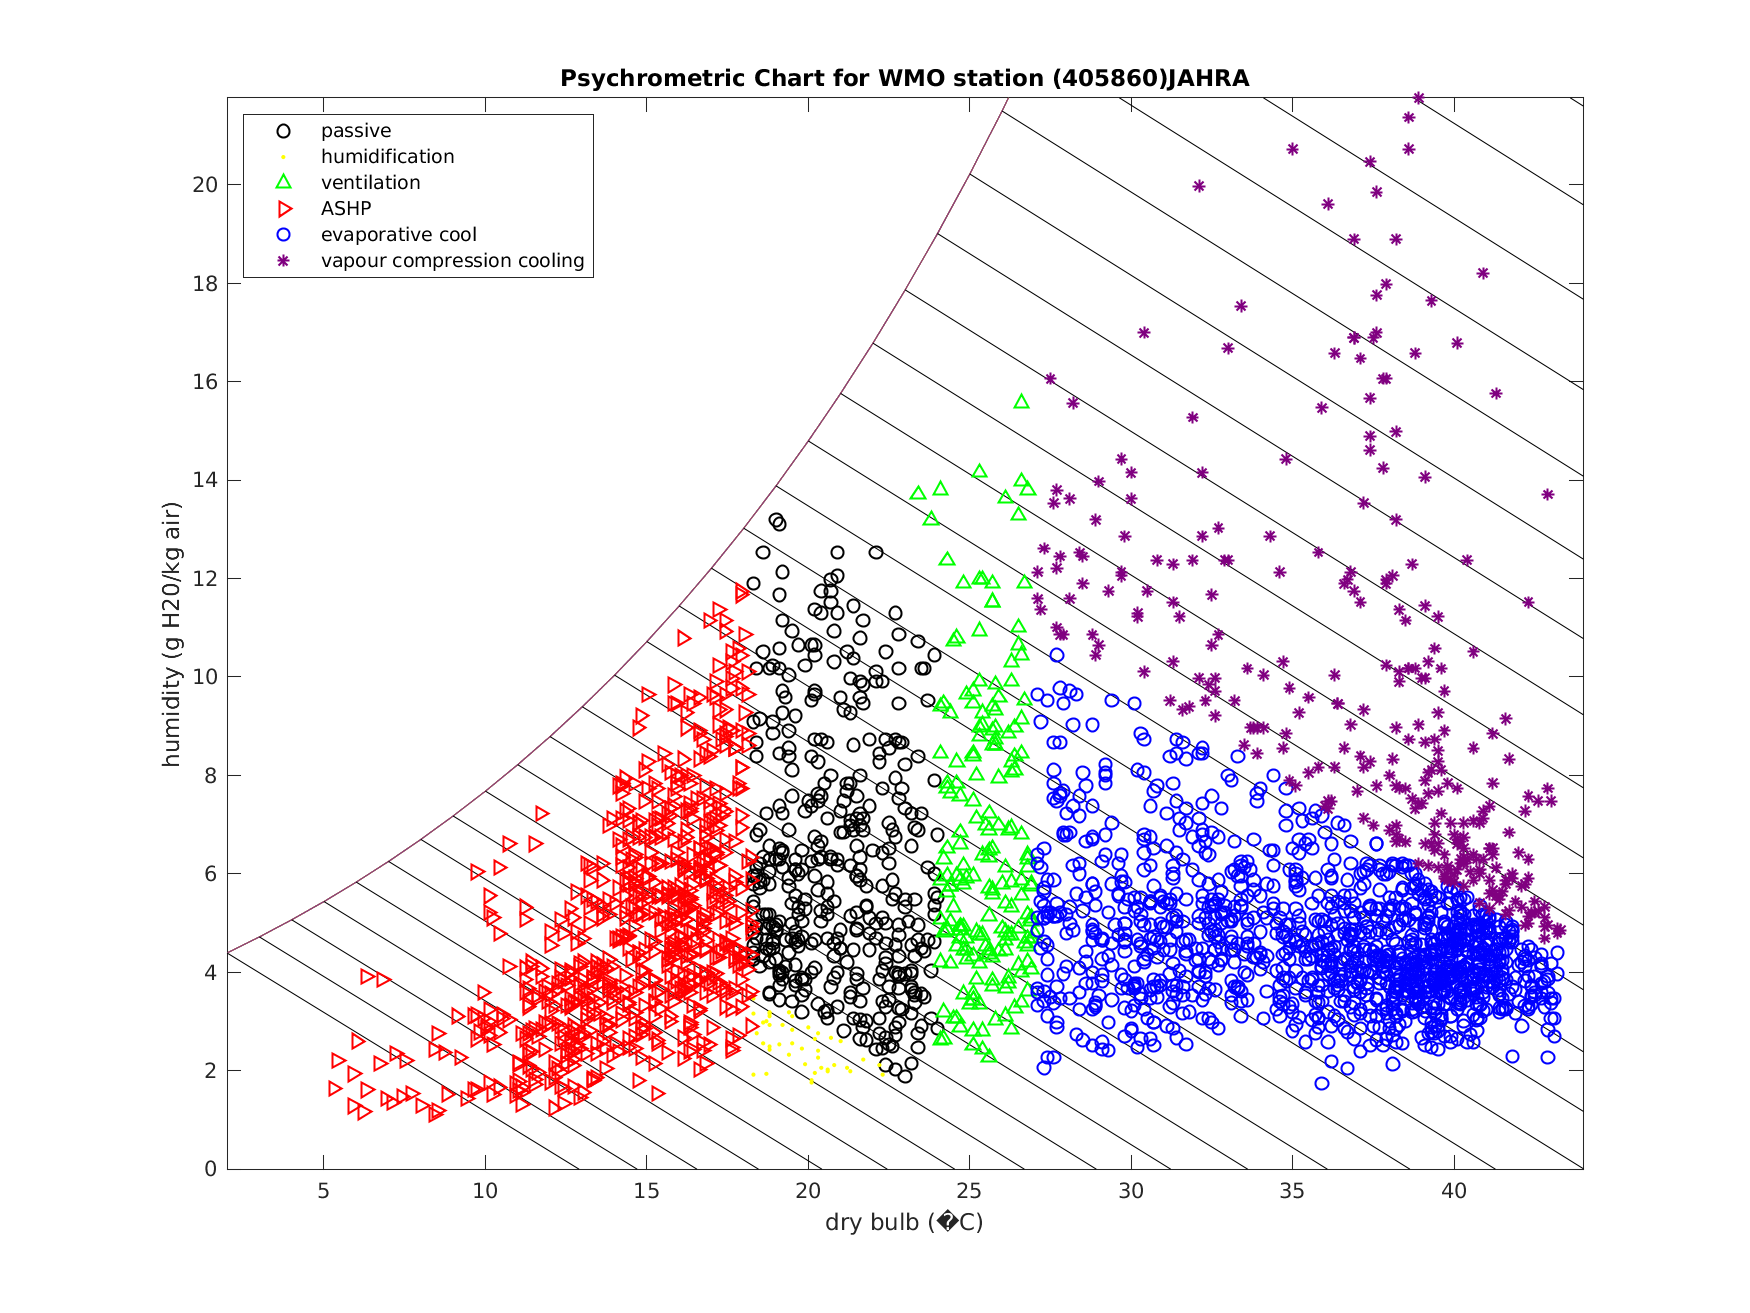 Psychrometric Chart for WMO station (405860)JAHRA
passive
humidification
ventilation
ASHP
evaporative cool
vapour compression cooling
humidity (g H20/kg air)
20
18
16
14
12
10
8
6
4
2
0
5 10 15 20 25 30 35 40
dry bulb (�C)